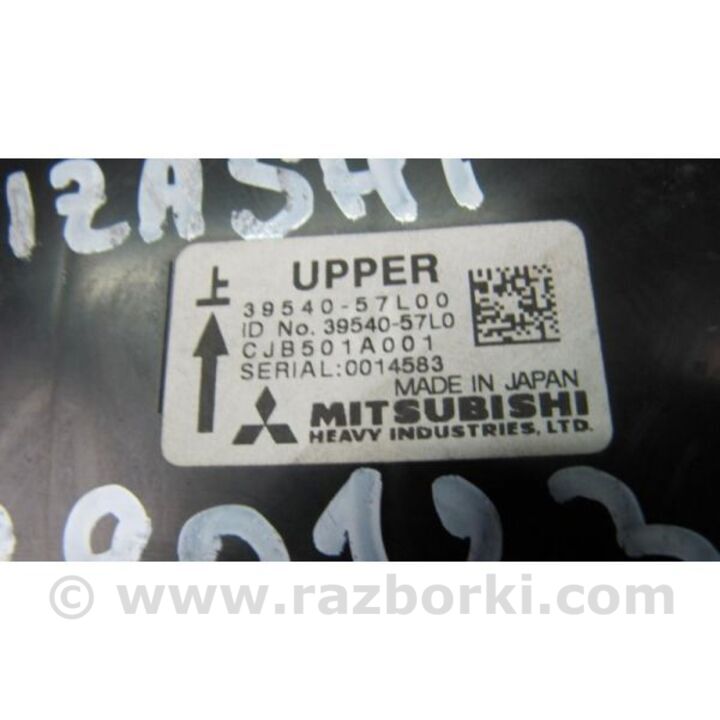 IZASHI
上 UPPER
39540-57L00
ID No. 39540-57L0
CJB501A001
SERIAL:0014583
MADE IN JAPAN
MITSUBISHI
HEAVY INDUSTRIES, LTD.
© www.razborki.com